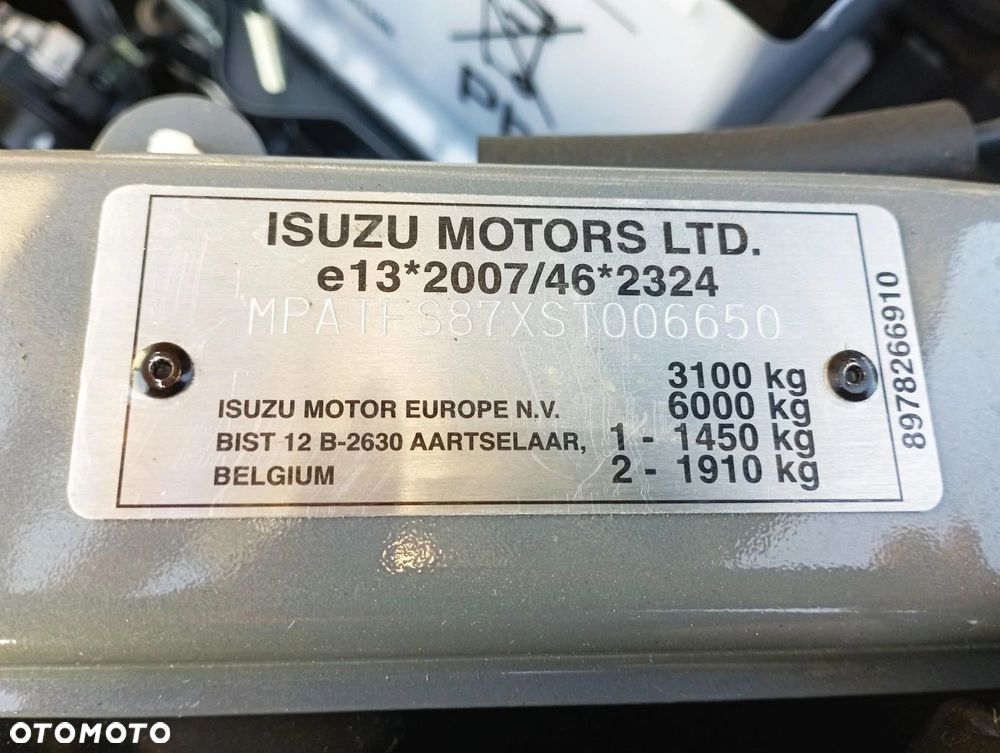 ISUZU MOTORS LTD.
e13*2007/46*2324
MPATFS87XST006650
3100 kg
6000 kg
ISUZU MOTOR EUROPE N.V.
BIST 12 B-2630 AARTSELAAR,
BELGIUM
1 - 1450 kg
2 - 1910 kg
8978266910
OTOMOTO